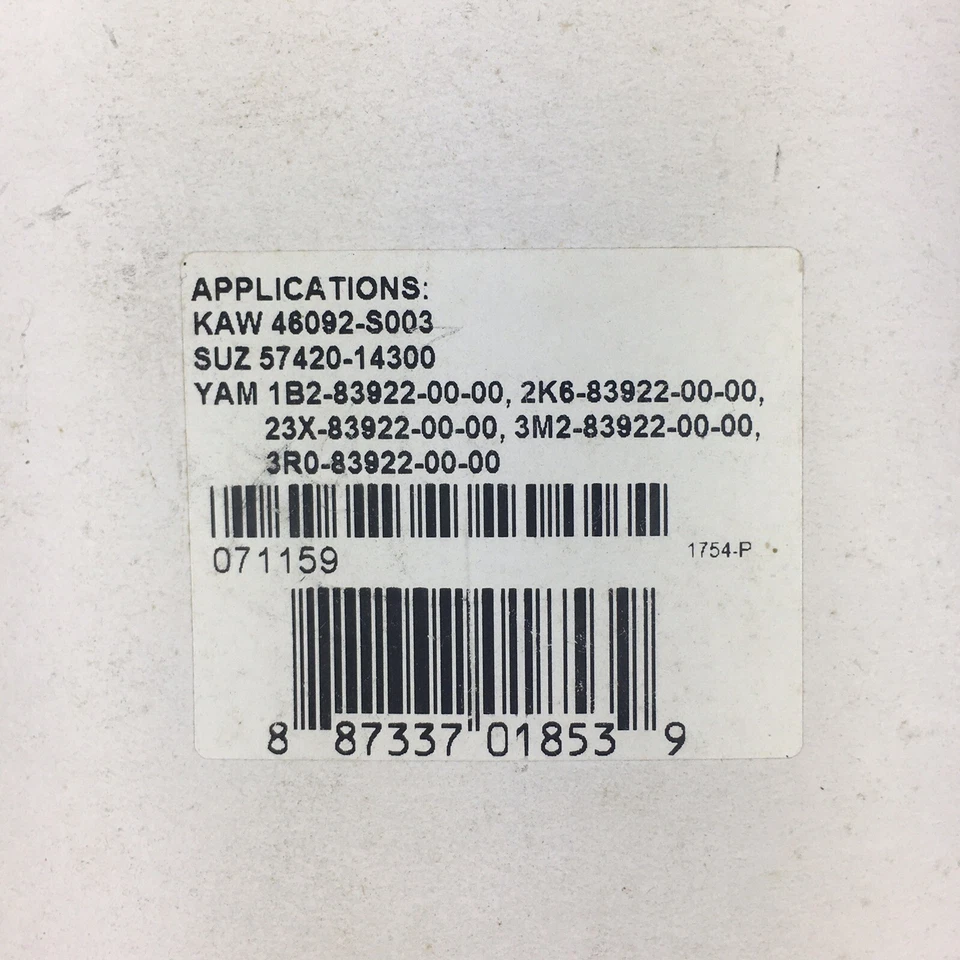 APPLICATIONS:
KAW 46092-S003
SUZ 57420-14300
YAM 1B2-83922-00-00, 2K6-83922-00-00,
23X-83922-00-00, 3M2-83922-00-00,
3R0-83922-00-00
071159
1754-P
8 87337 01853 9